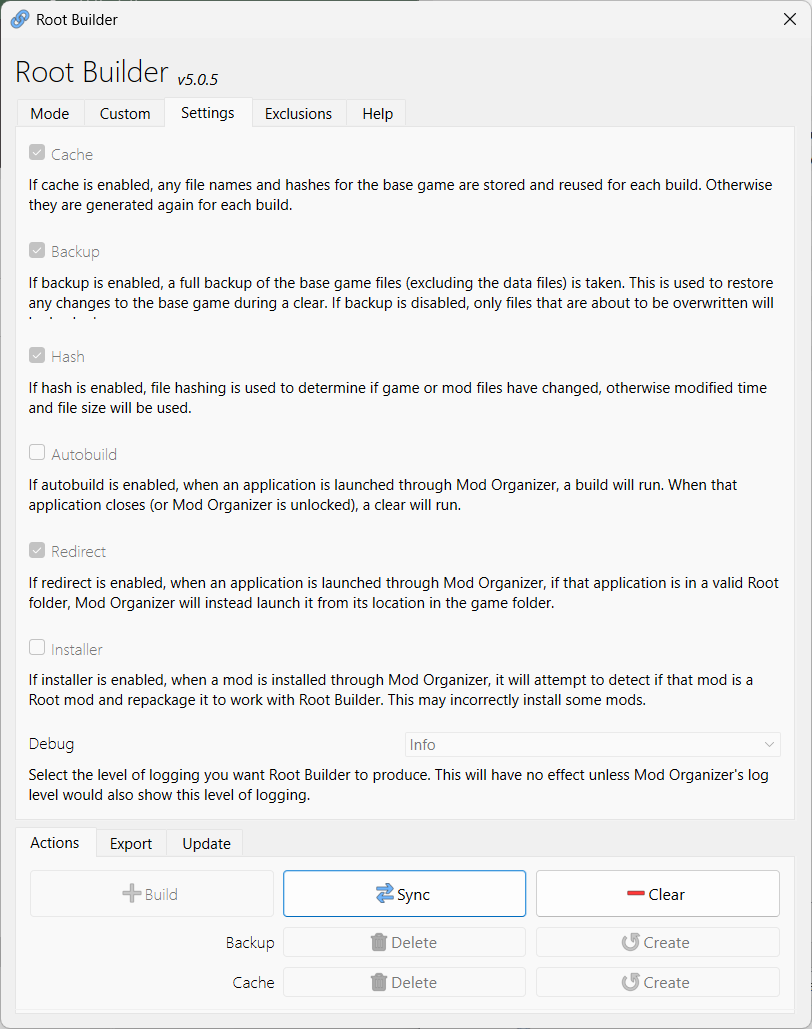 Root Builder
Root Builder v5.0.5
Mode Custom Settings Exclusions Help
Cache
If cache is enabled, any file names and hashes for the base game are stored and reused for each build. Otherwise
they are generated again for each build.
Backup
If backup is enabled, a full backup of the base game files (excluding the data files) is taken. This is used to restore
any changes to the base game during a clear. If backup is disabled, only files that are about to be overwritten will
Hash
If hash is enabled, file hashing is used to determine if game or mod files have changed, otherwise modified time
and file size will be used.
Autobuild
If autobuild is enabled, when an application is launched through Mod Organizer, a build will run. When that
application closes (or Mod Organizer is unlocked), a clear will run.
Redirect
If redirect is enabled, when an application is launched through Mod Organizer, if that application is in a valid Root
folder, Mod Organizer will instead launch it from its location in the game folder.
Installer
If installer is enabled, when a mod is installed through Mod Organizer, it will attempt to detect if that mod is a
Root mod and repackage it to work with Root Builder. This may incorrectly install some mods.
Debug Info
Select the level of logging you want Root Builder to produce. This will have no effect unless Mod Organizer's log
level would also show this level of logging.
Actions Export Update
Build Sync Clear
Backup Delete Create
Cache Delete Create